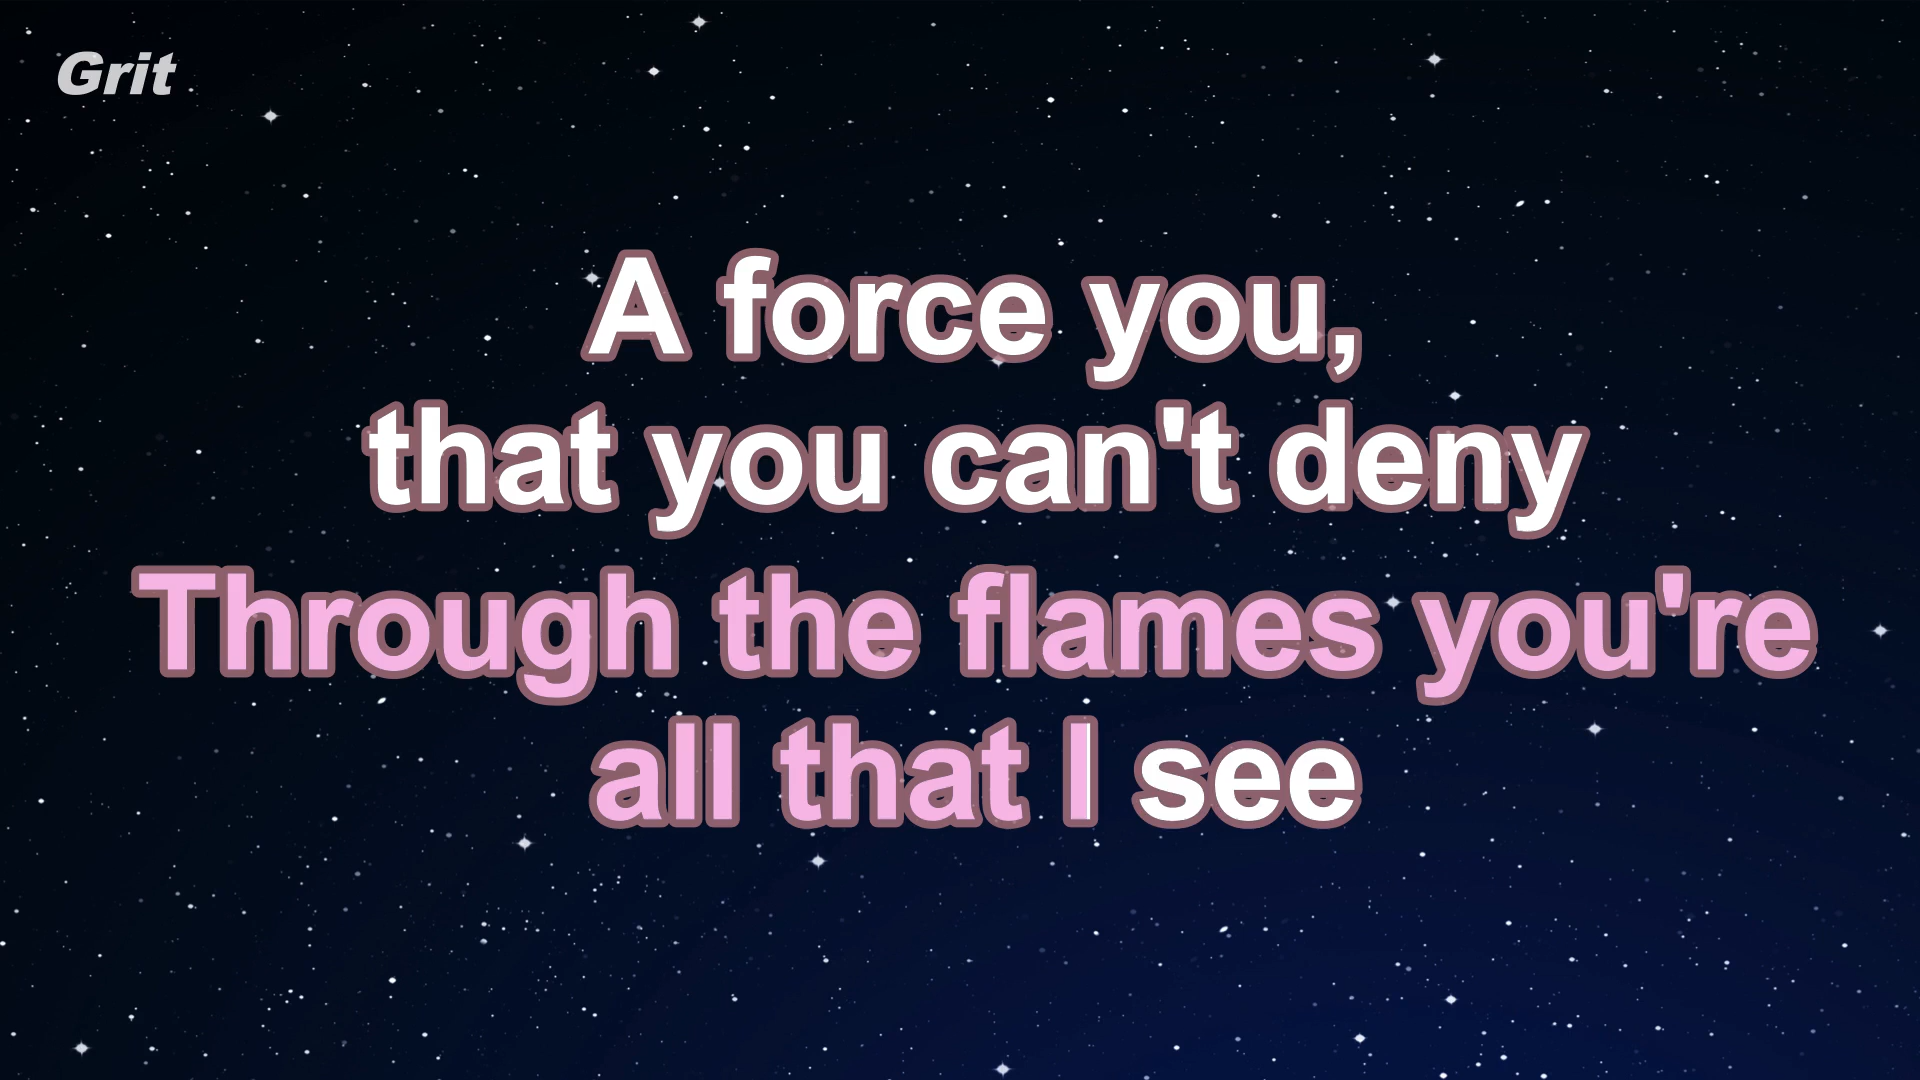 Grit
A force you,
that you can't deny
Through the flames you're
all that I see